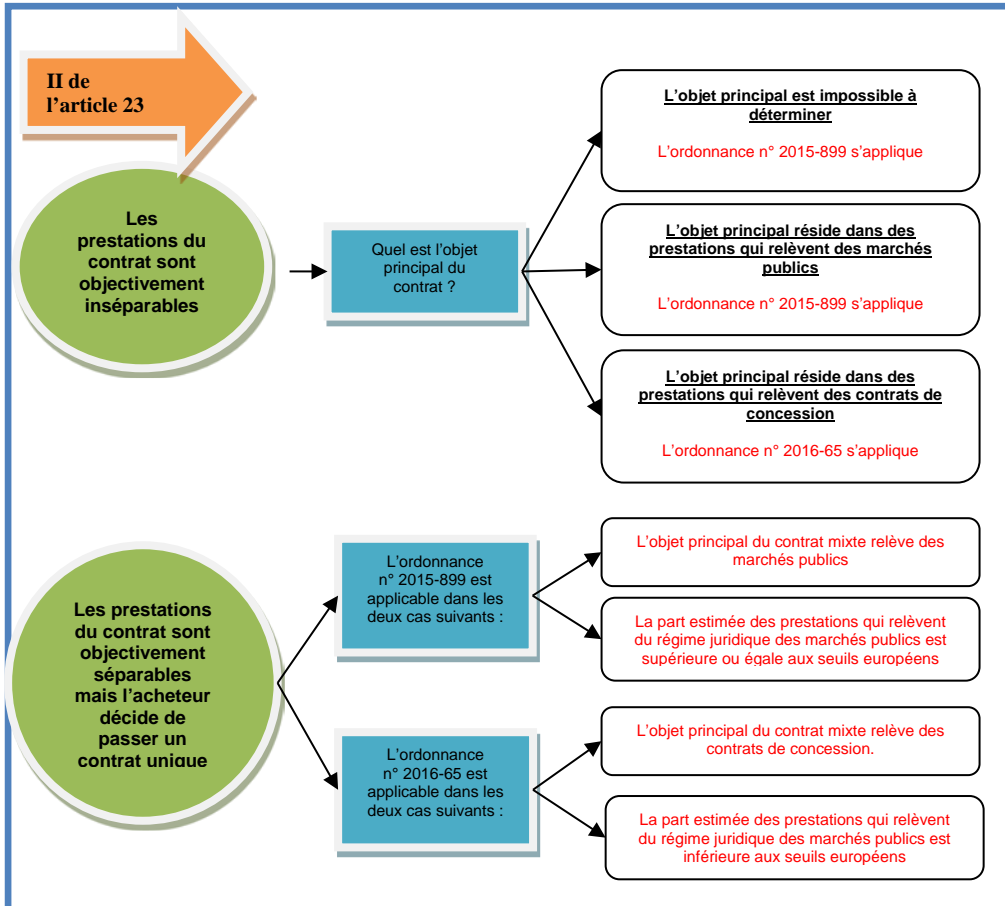 II de
l'article 23
Les
prestations du
contrat sont
objectivement
inséparables
Quel est l'objet
principal du
contrat ?
L'objet principal est impossible à
déterminer
L'ordonnance n° 2015-899 s'applique
L'objet principal réside dans des
prestations qui relèvent des marchés
publics
L'ordonnance n° 2015-899 s'applique
L'objet principal réside dans des
prestations qui relèvent des contrats de
concession
L'ordonnance n° 2016-65 s'applique
Les prestations
du contrat sont
objectivement
séparables
mais l'acheteur
décide de
passer un
contrat unique
L'ordonnance
n° 2015-899 est
applicable dans les
deux cas suivants :
L'objet principal du contrat mixte relève des
marchés publics
La part estimée des prestations qui relèvent
du régime juridique des marchés publics est
supérieure ou égale aux seuils européens
L'ordonnance
n° 2016-65 est
applicable dans les
deux cas suivants :
L'objet principal du contrat mixte relève des
contrats de concession.
La part estimée des prestations qui relèvent
du régime juridique des marchés publics est
inférieure aux seuils européens